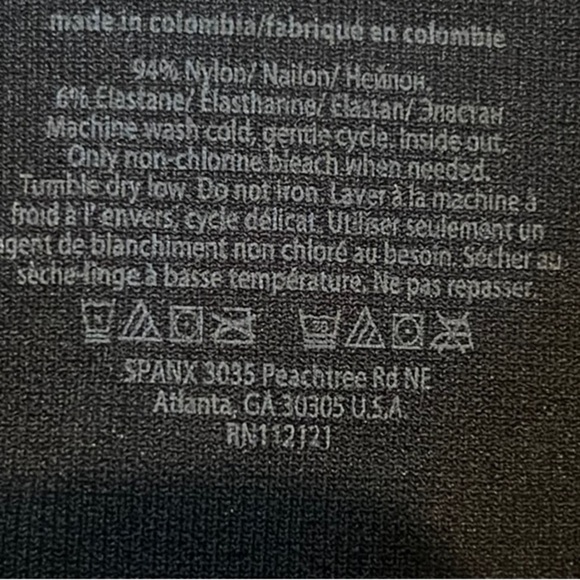 made in colombia/fabriqué en colombie
94% Nylon/ Nailon/ Нейлон,
6% Elastane/ Élasthanne/ Elastan/ Эластан
Machine wash cold, gentle cycle. Inside out.
Only non-chlorine bleach when needed.
Tumble dry low. Do not iron. Laver à la machine à
froid à l'envers, cycle délicat. Utiliser seulement un
agent de blanchiment non chloré au besoin. Sécher au
sèche-linge à basse température. Ne pas repasser.
30
SPANX 3035 Peachtree Rd NE
Atlanta, GA 30305 U.S.A.
RN112121